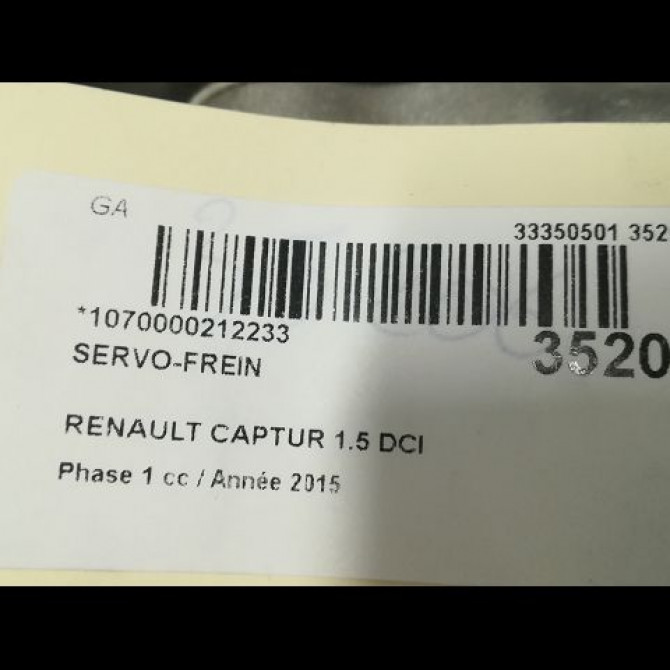 GA
33350501 352
*1070000212233
3520
SERVO-FREIN
RENAULT CAPTUR 1.5 DCI
Phase 1 cc / Année 2015